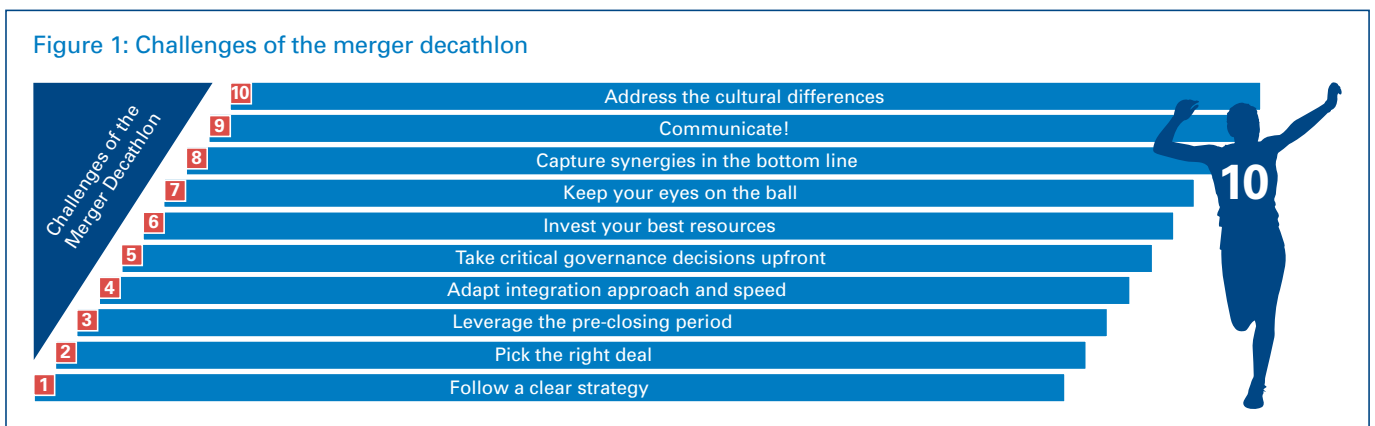 Figure 1: Challenges of the merger decathlon
Challenges of the
Merger Decathlon
10 Address the cultural differences
9 Communicate!
8 Capture synergies in the bottom line
7 Keep your eyes on the ball
6 Invest your best resources
5 Take critical governance decisions upfront
4 Adapt integration approach and speed
3 Leverage the pre-closing period
2 Pick the right deal
1 Follow a clear strategy
10